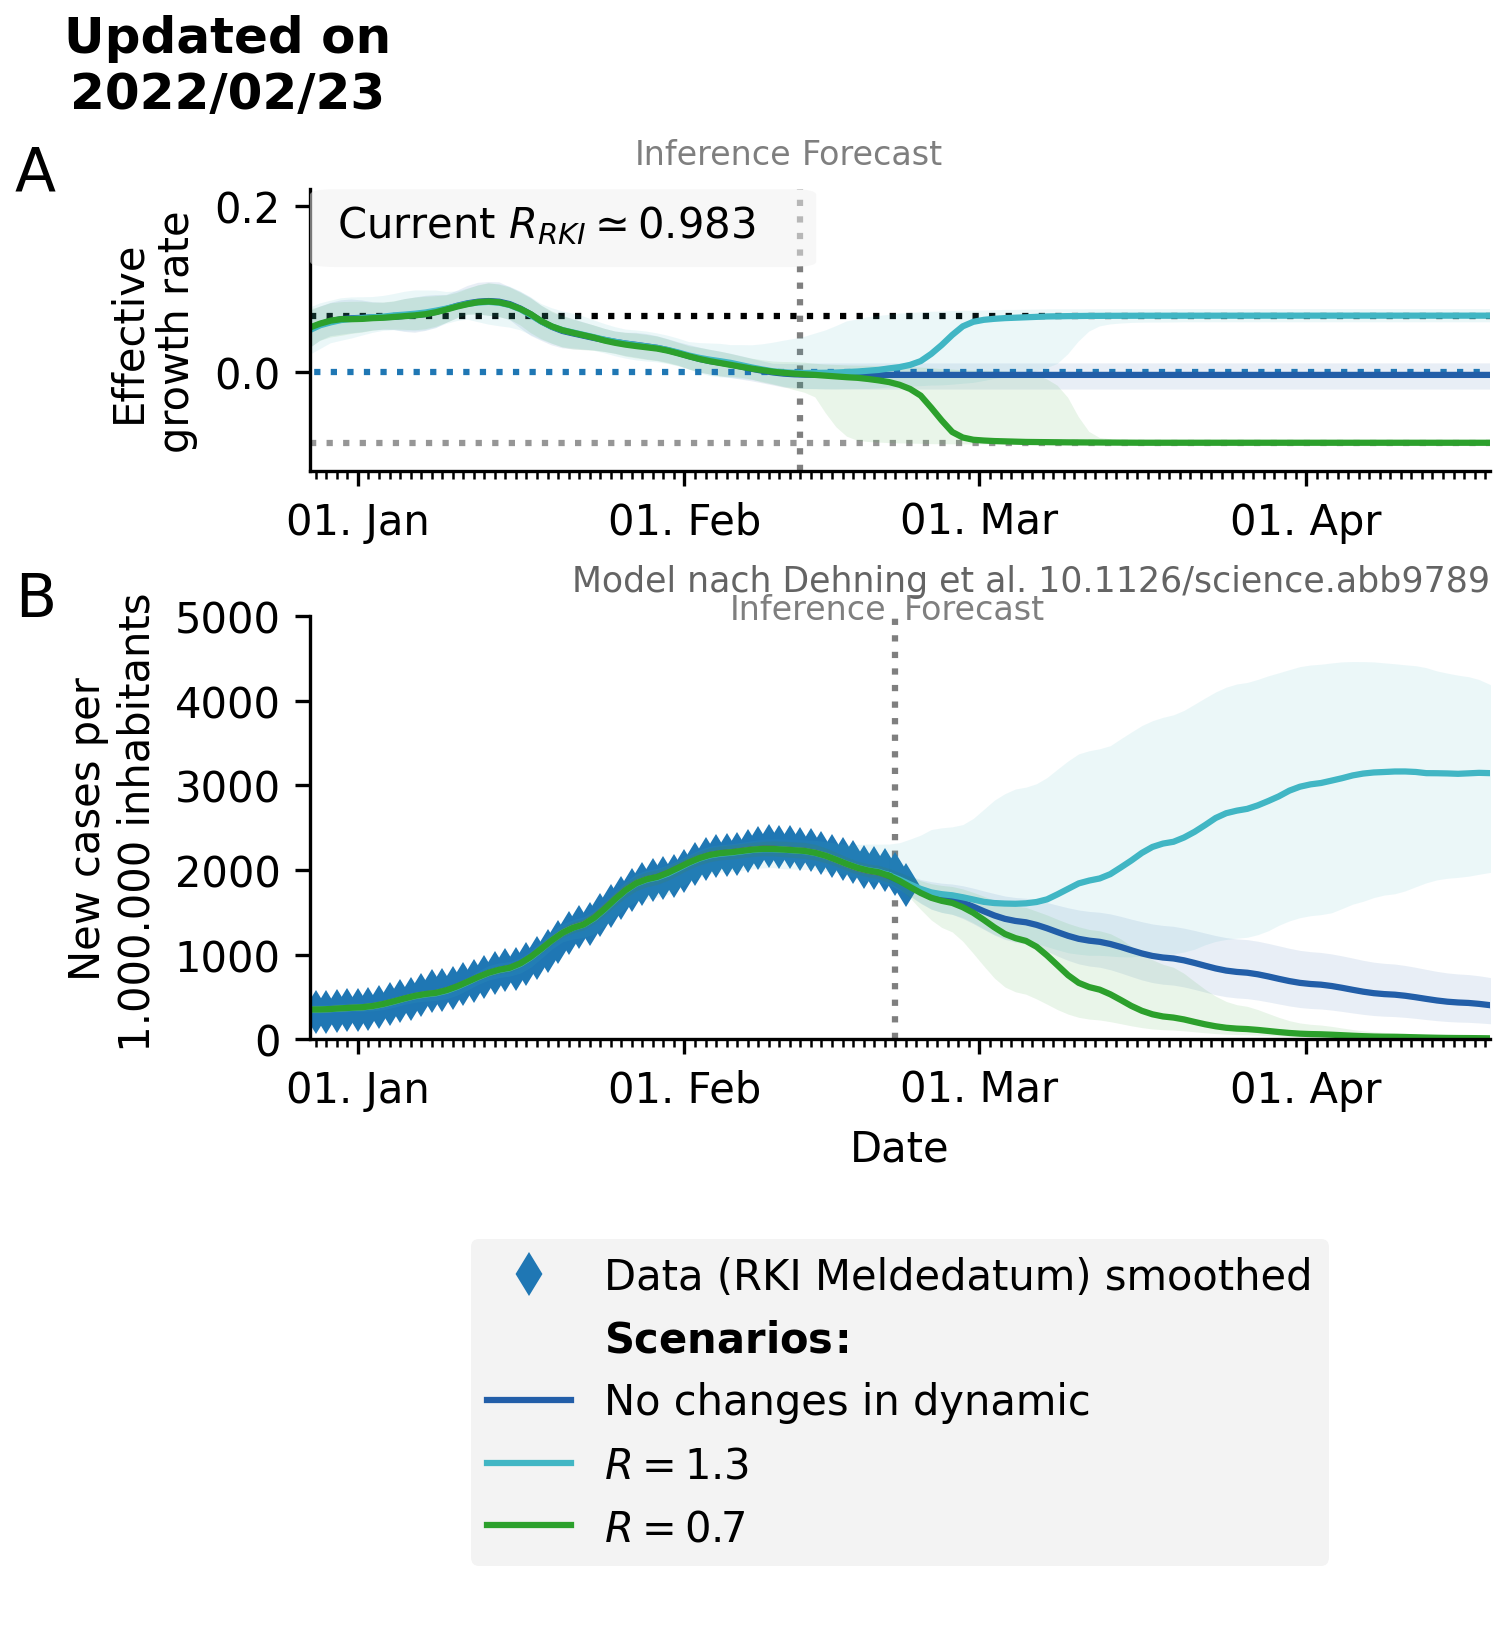 Updated on
2022/02/23
A
Inference Forecast
Current R_RKI ≃ 0.983
Effective
growth rate
0.2
0.0
01. Jan 01. Feb 01. Mar 01. Apr
B
Model nach Dehning et al. 10.1126/science.abb9789
Inference Forecast
New cases per
1.000.000 inhabitants
5000
4000
3000
2000
1000
0
01. Jan 01. Feb 01. Mar 01. Apr
Date
Data (RKI Meldedatum) smoothed
Scenarios:
No changes in dynamic
R = 1.3
R = 0.7